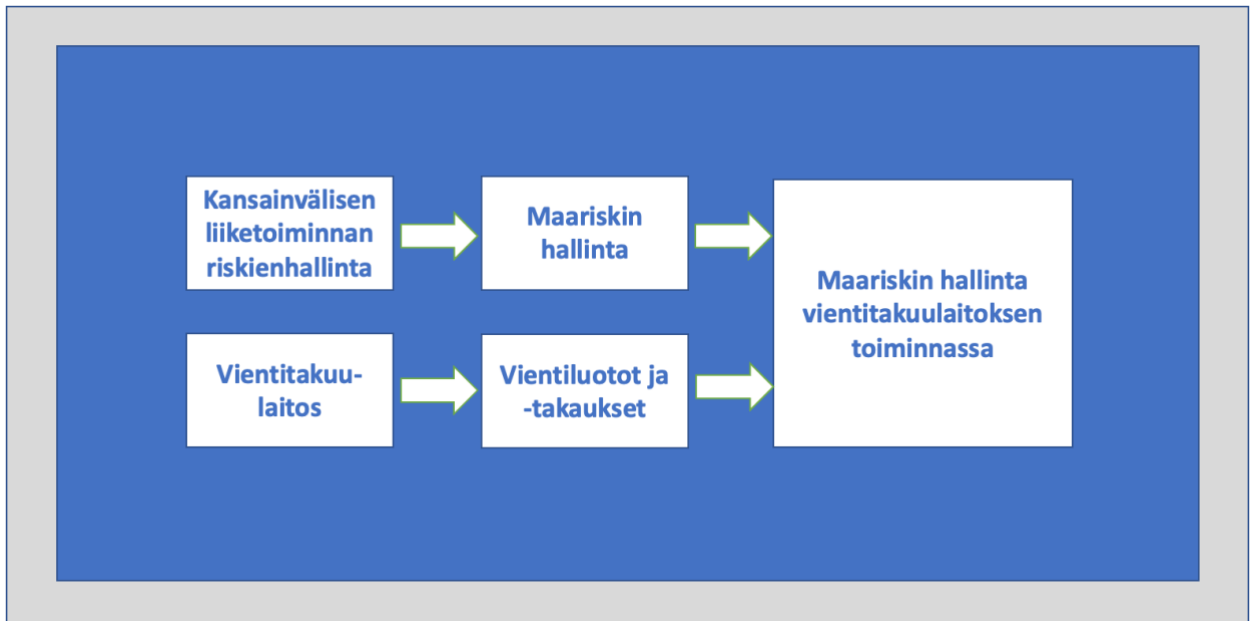 Kansainvälisen
liiketoiminnan
riskienhallinta
Maariskin
hallinta
Vientitakuu-
laitos
Vientiluotot ja
-takaukset
Maariskin hallinta
vientitakuulaitoksen
toiminnassa